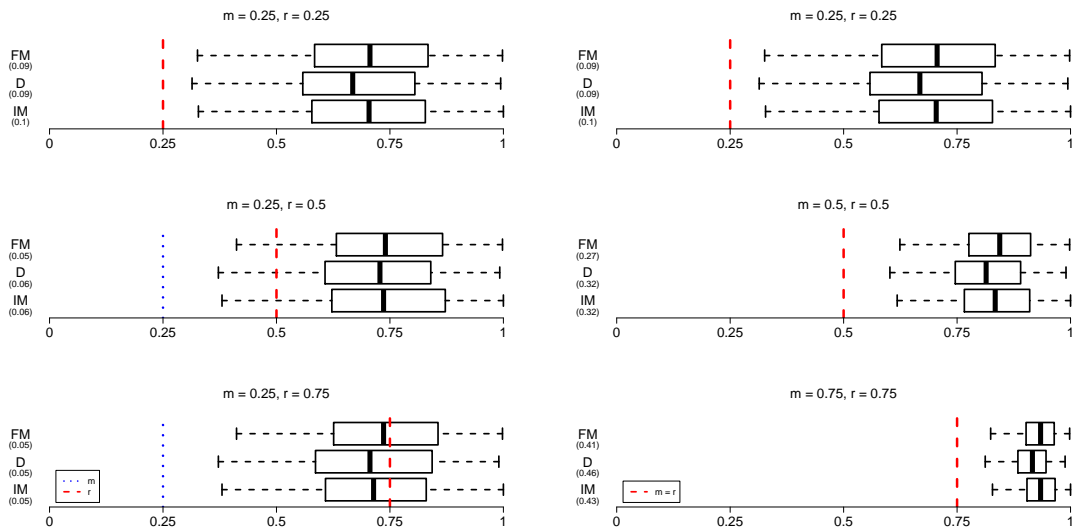 m = 0.25, r = 0.25
FM
(0.09)
D
(0.09)
IM
(0.1)
0 0.25 0.5 0.75 1
m = 0.25, r = 0.25
FM
(0.09)
D
(0.09)
IM
(0.1)
0 0.25 0.5 0.75 1
m = 0.25, r = 0.5
FM
(0.05)
D
(0.06)
IM
(0.06)
0 0.25 0.5 0.75 1
m = 0.5, r = 0.5
FM
(0.27)
D
(0.32)
IM
(0.32)
0 0.25 0.5 0.75 1
m = 0.25, r = 0.75
FM
(0.05)
D
(0.05)
IM
(0.05)
m
r
0 0.25 0.5 0.75 1
m = 0.75, r = 0.75
FM
(0.41)
D
(0.46)
IM
(0.43)
m = r
0 0.25 0.5 0.75 1